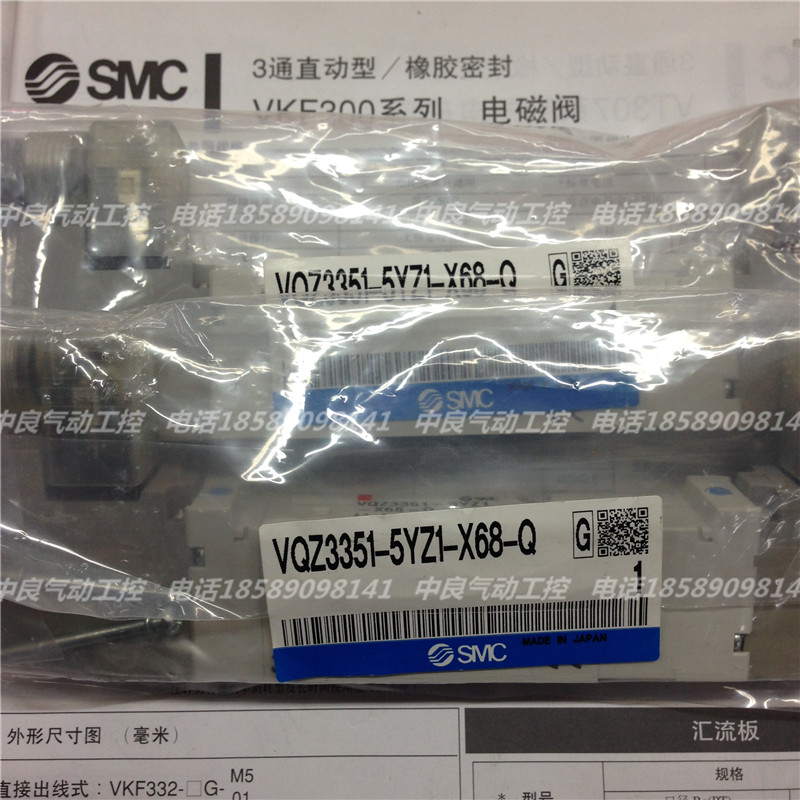 SMC
3通直动型／橡胶密封
VKF300系列 电磁阀
VT307
中良气动工控 电话18589098141 中良气动工控 电话18589098141
VQZ3351-5YZ1-X68-Q G
SMC
中良气动工控 电话18589098141 中良气动工控 电话18589098141
VQZ3351-5YZ1
-X68-Q
VQZ3351-5YZ1-X68-Q G
1
中良气动工控 电话18589098141 中良气动工控 电话18589098141
MADE IN JAPAN
SMC
外形尺寸图 （毫米）
汇流板
直接出线式：VKF332-□G-M5
01
规格
* 型号